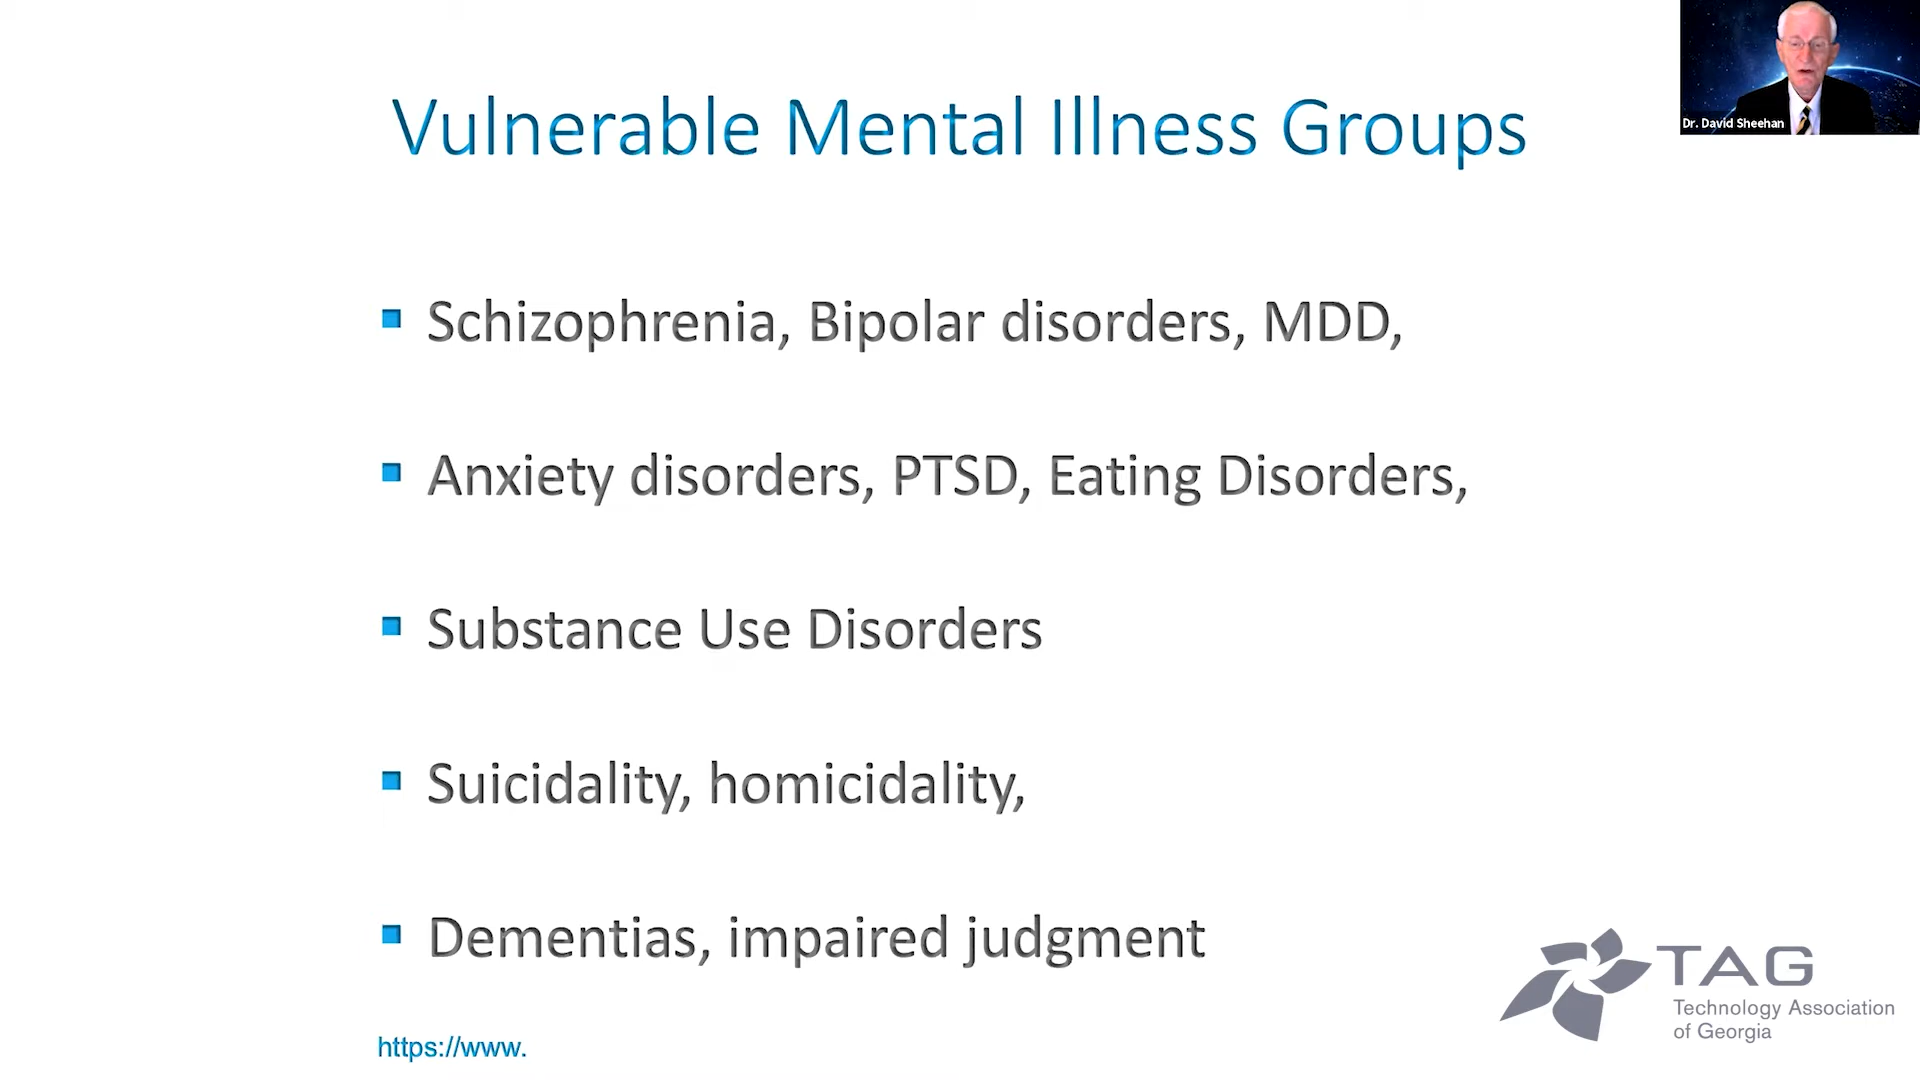 Vulnerable Mental Illness Groups
Dr. David Sheehan
Schizophrenia, Bipolar disorders, MDD,
Anxiety disorders, PTSD, Eating Disorders,
Substance Use Disorders
Suicidality, homicidality,
Dementias, impaired judgment
TAG
Technology Association
of Georgia
https://www.